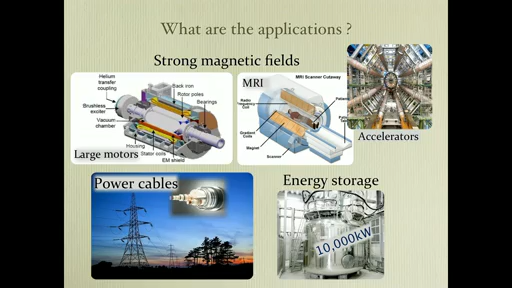 What are the applications ?
Strong magnetic fields
Helium
transfer
coupling
Back iron
Rotor poles
Bearings
Brushless
exciter
Vacuum
chamber
Housing
Stator coils
EM shield
Large motors
MRI
MRI Scanner Cutaway
Radio
Frequency
Coil
Patient
Patient
Table
Gradient
Coils
Magnet
Scanner
Accelerators
Power cables
Energy storage
10,000kW